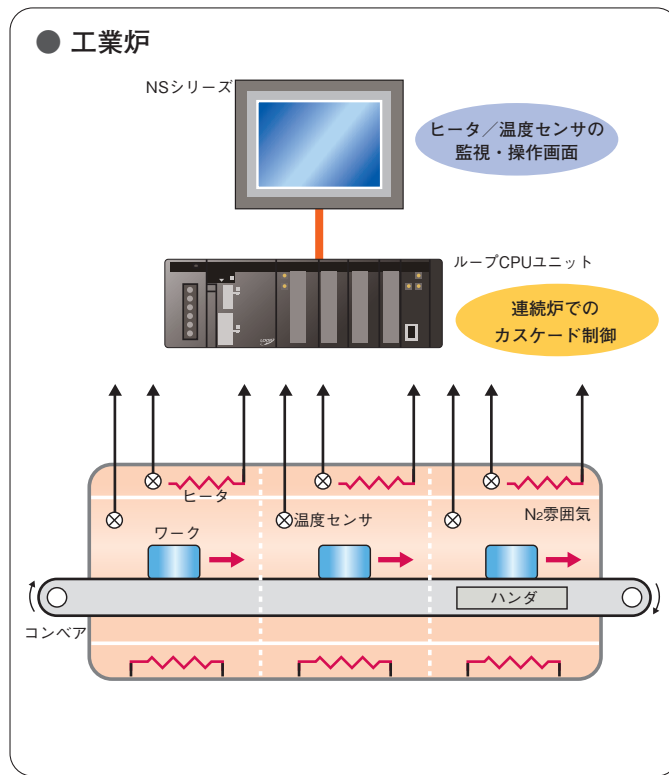 ● 工業炉
NSシリーズ
ヒータ／温度センサの
監視・操作画面
ループCPUユニット
連続炉での
カスケード制御
ヒータ
温度センサ
N2雰囲気
ワーク
ハンダ
コンベア